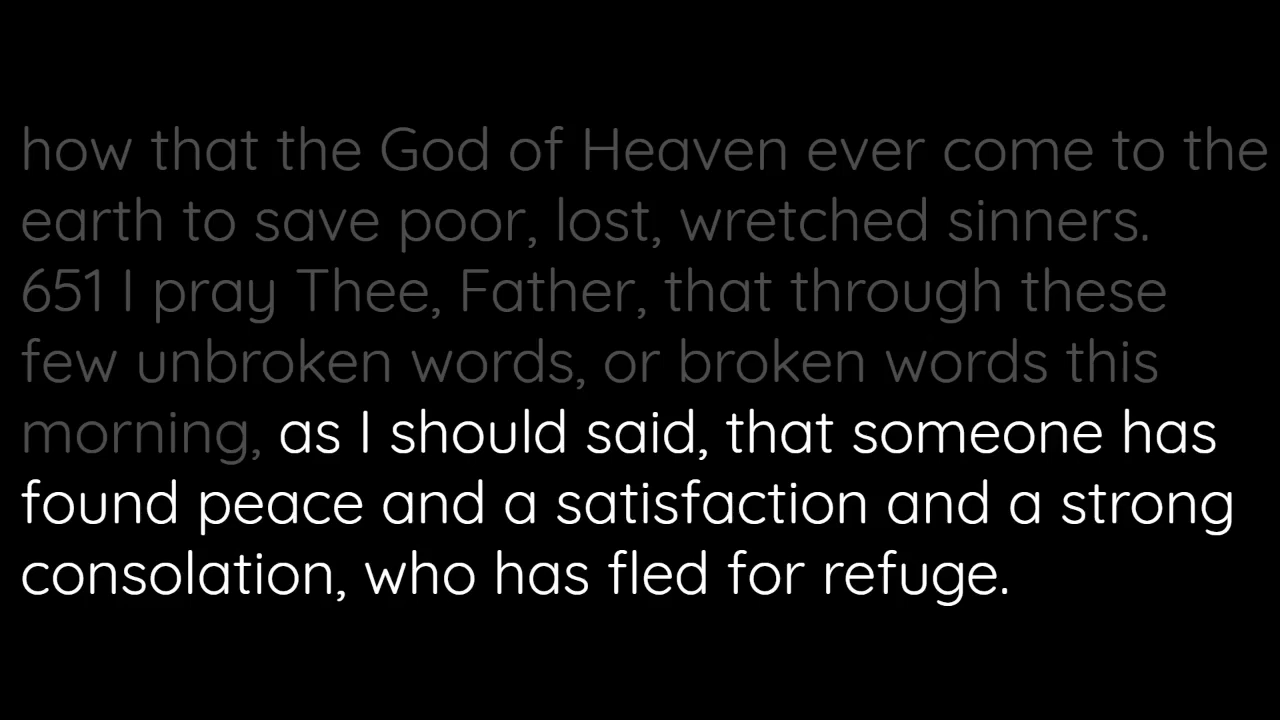 how that the God of Heaven ever come to the
earth to save poor, lost, wretched sinners.
651 I pray Thee, Father, that through these
few unbroken words, or broken words this
morning, as I should said, that someone has
found peace and a satisfaction and a strong
consolation, who has fled for refuge.